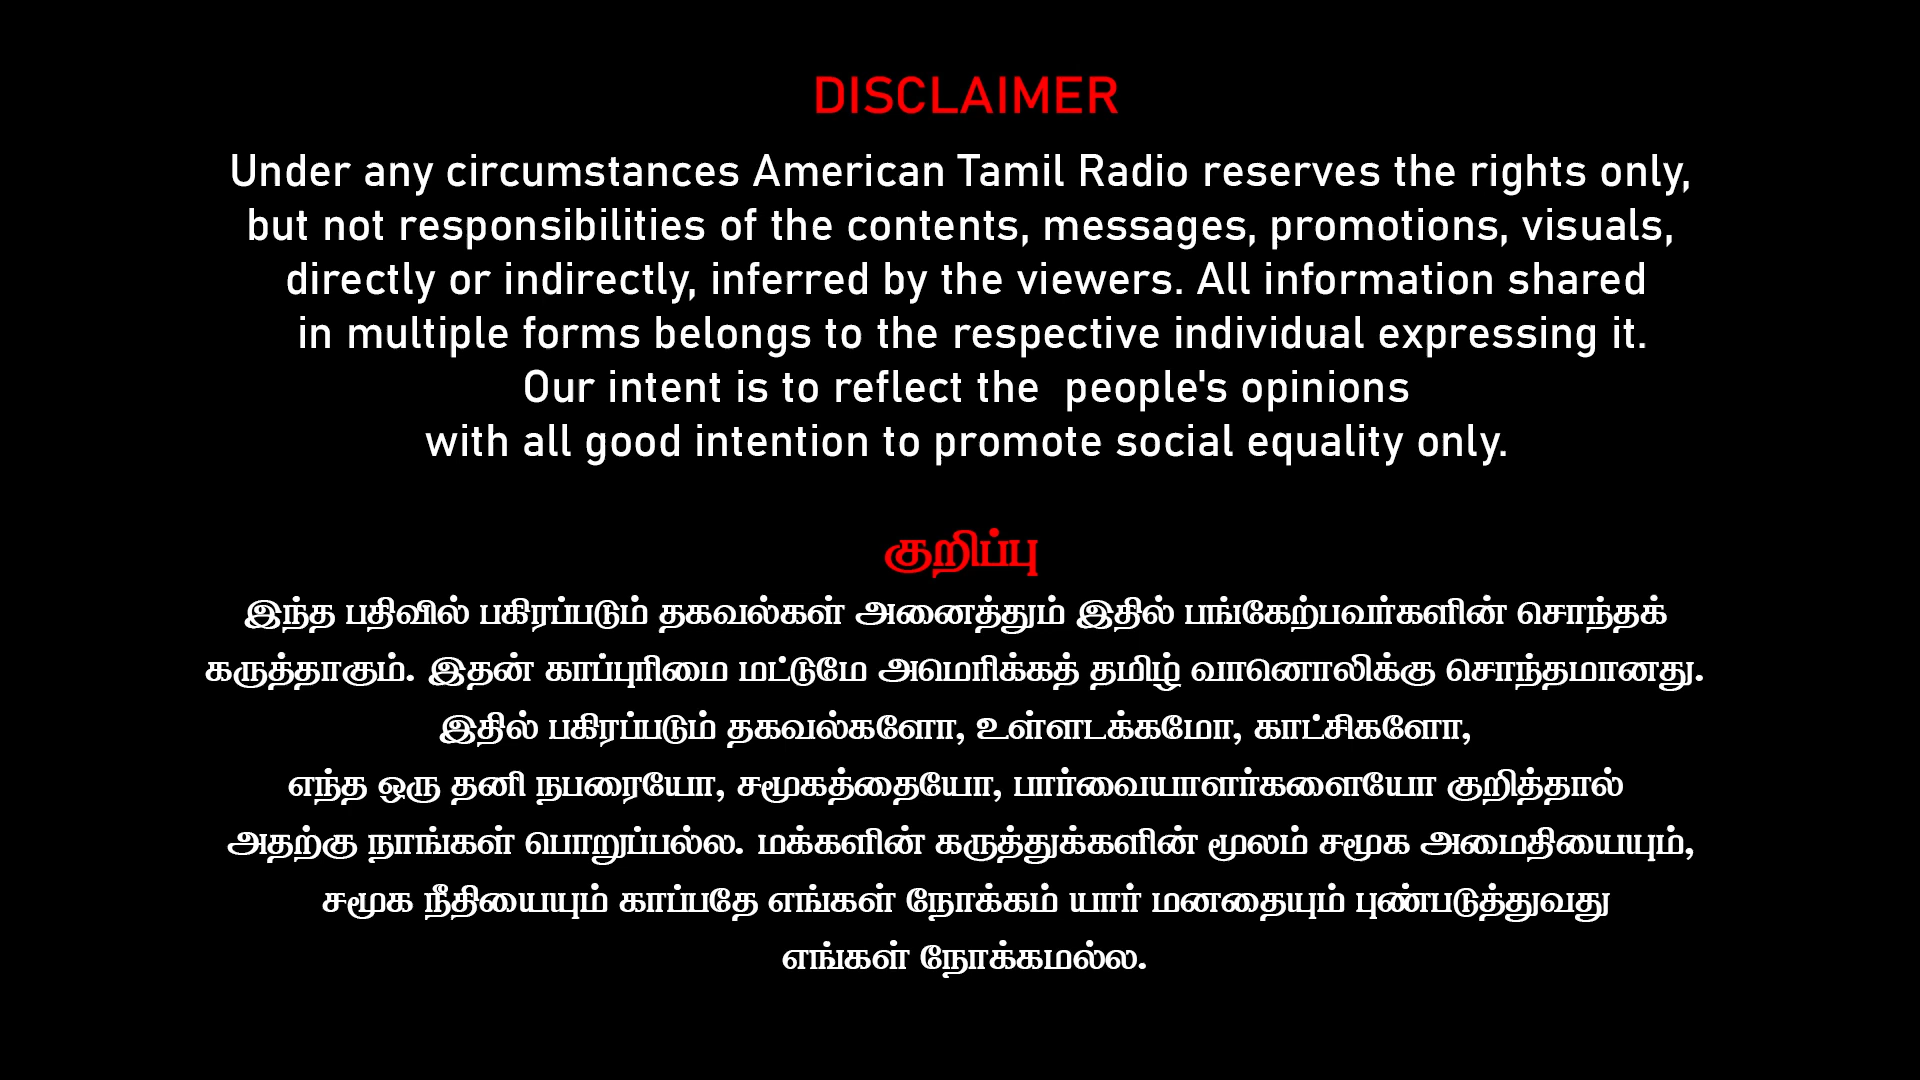 DISCLAIMER
Under any circumstances American Tamil Radio reserves the rights only,
but not responsibilities of the contents, messages, promotions, visuals,
directly or indirectly, inferred by the viewers. All information shared
in multiple forms belongs to the respective individual expressing it.
Our intent is to reflect the  people's opinions
with all good intention to promote social equality only.
குறிப்பு
இந்த பதிவில் பகிரப்படும் தகவல்கள் அனைத்தும் இதில் பங்கேற்பவர்களின் சொந்தக்
கருத்தாகும். இதன் காப்புரிமை மட்டுமே அமெரிக்கத் தமிழ் வானொலிக்கு சொந்தமானது.
இதில் பகிரப்படும் தகவல்களோ, உள்ளடக்கமோ, காட்சிகளோ,
எந்த ஒரு தனி நபரையோ, சமூகத்தையோ, பார்வையாளர்களையோ குறித்தால்
அதற்கு நாங்கள் பொறுப்பல்ல. மக்களின் கருத்துக்களின் மூலம் சமூக அமைதியையும்,
சமூக நீதியையும் காப்பதே எங்கள் நோக்கம் யார் மனதையும் புண்படுத்துவது
எங்கள் நோக்கமல்ல.